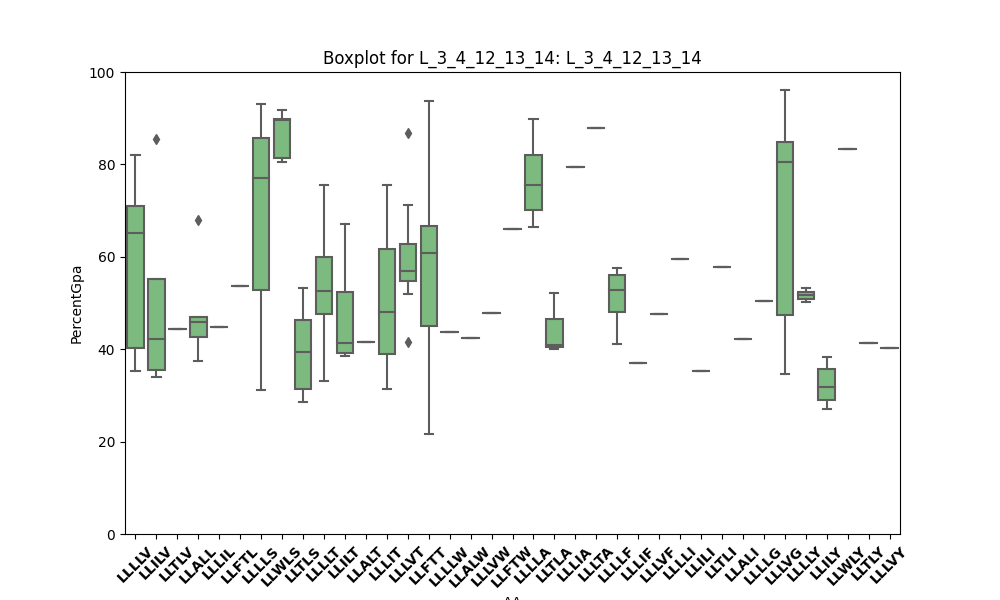 Boxplot for L_3_4_12_13_14: L_3_4_12_13_14
PercentGpa
100
80
60
40
20
0
LLLLV LLILV LLTLV LLALL LLLIL LLFTL LLLLS LLWLS LLTLS LLLLT LLILT LLALT LLLIT LLLVT LLFTT LLLLW LLALW LLLVW LLFTW LLLLA LLTLA LLLIA LLLTA LLLLF LLLIF LLLVF LLLLI LLILI LLTLI LLALI LLLLG LLLVG LLLLY LLILY LLWLY LLTLY LLLVY